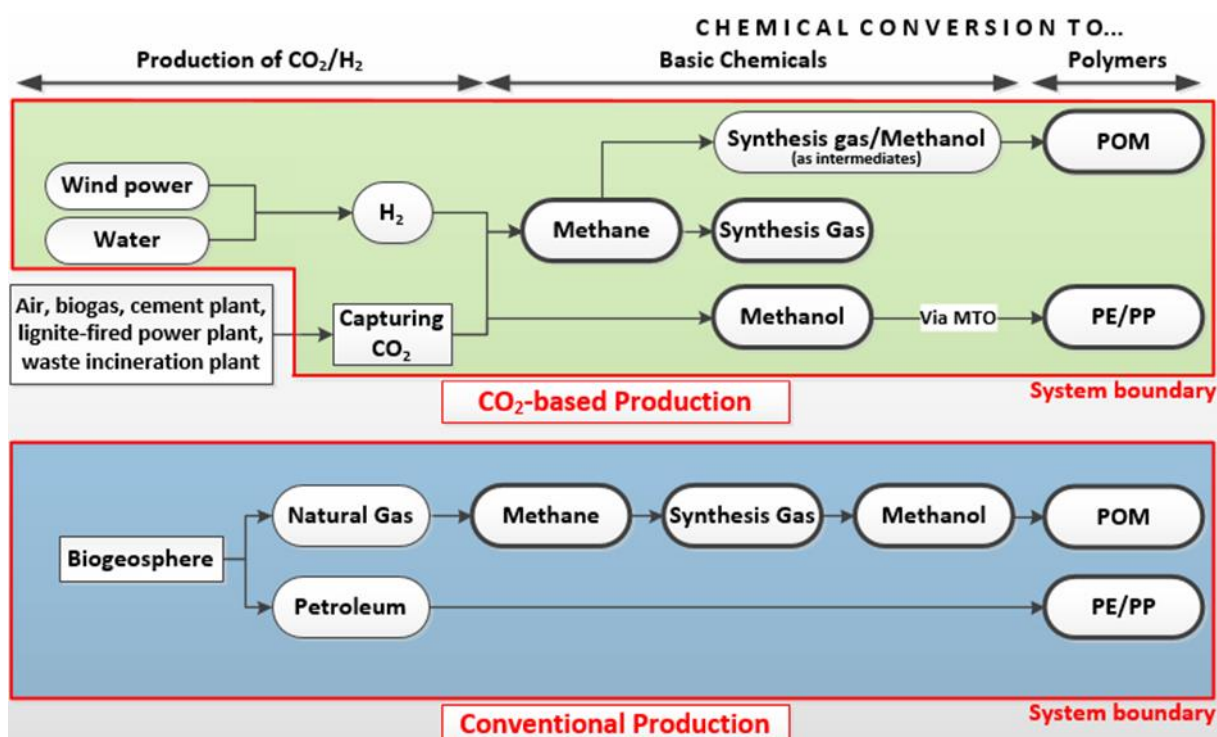 CHEMICAL CONVERSION TO...
Production of CO₂/H₂
Basic Chemicals
Polymers
Synthesis gas/Methanol
(as intermediates)
POM
Wind power
Water
H₂
Methane
Synthesis Gas
Air, biogas, cement plant,
lignite-fired power plant,
waste incineration plant
Capturing
CO₂
Methanol
Via MTO
PE/PP
System boundary
CO₂-based Production
Biogeosphere
Natural Gas
Methane
Synthesis Gas
Methanol
POM
Petroleum
PE/PP
System boundary
Conventional Production